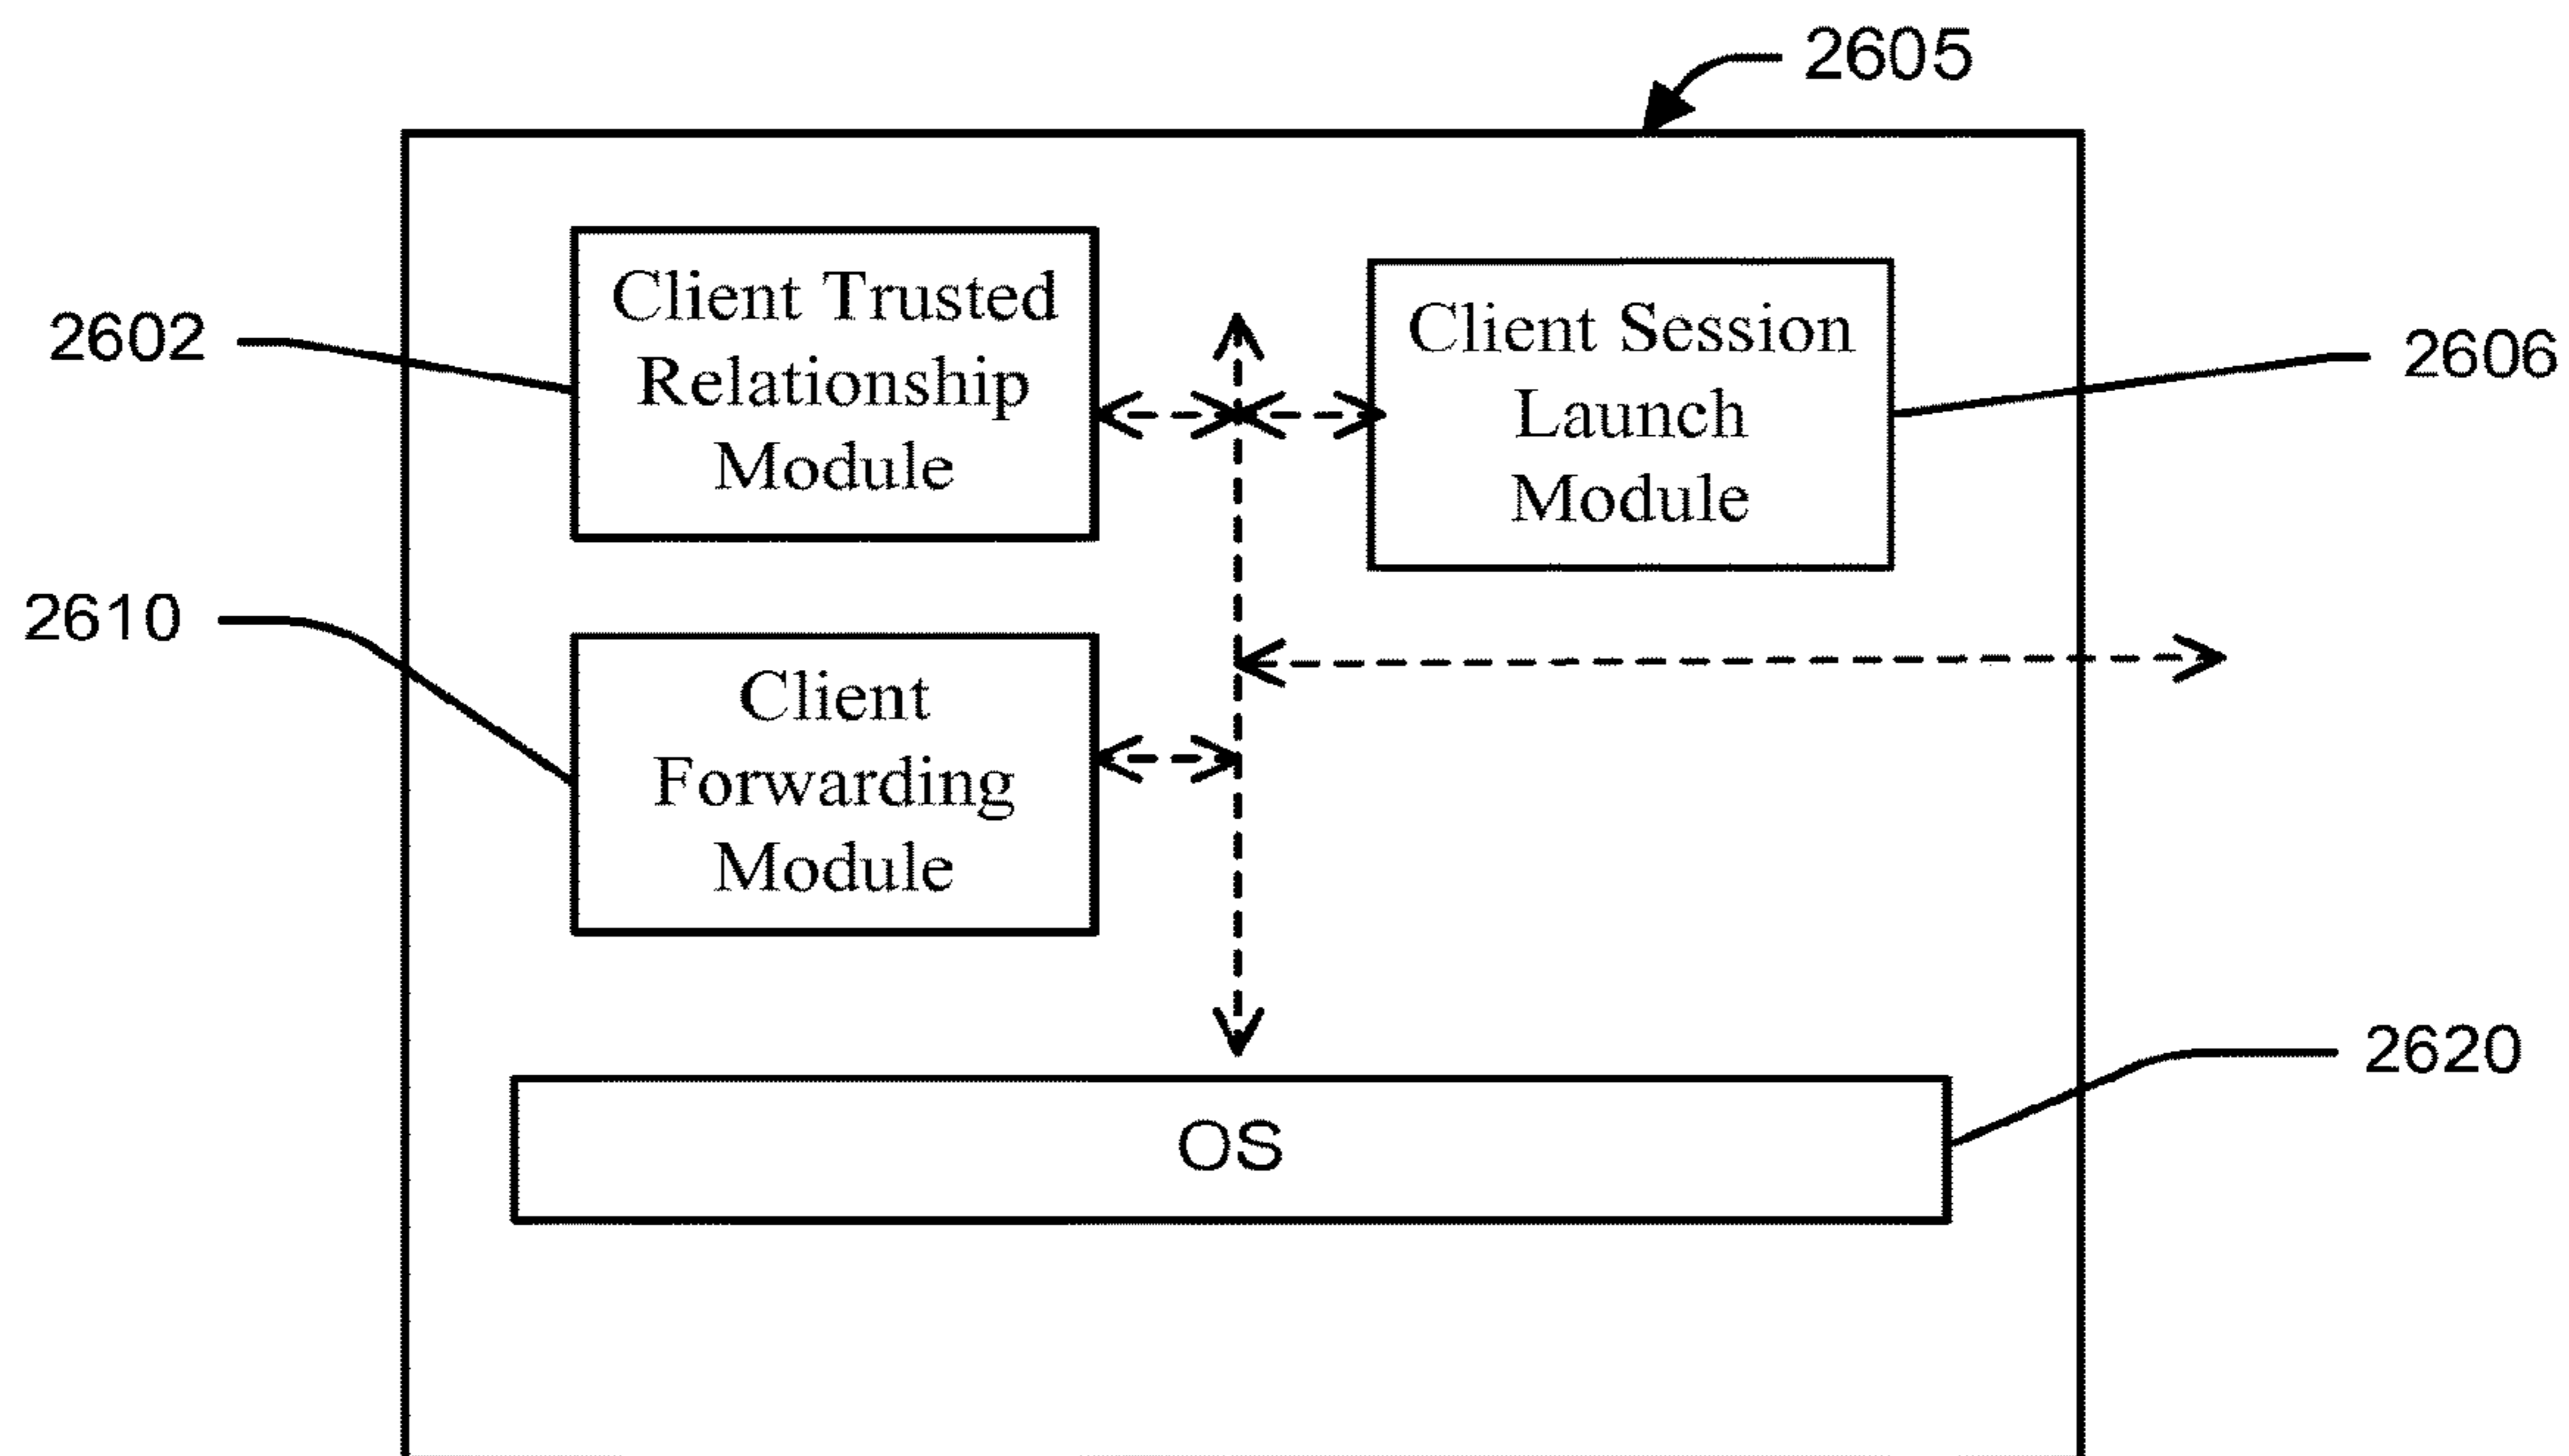 2605
Client Trusted
Relationship
Module
2602
Client Session
Launch
Module
2606
2610
Client
Forwarding
Module
2620
OS